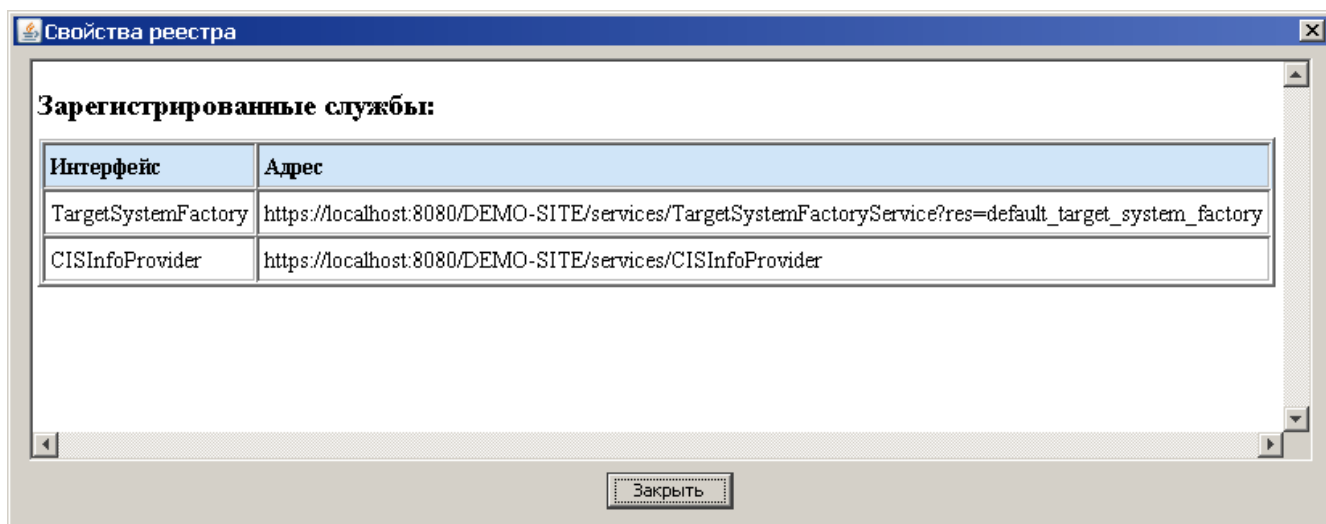 Свойства реестра
Зарегистрированные службы:
Интерфейс Адрес
TargetSystemFactory https://localhost:8080/DEMO-SITE/services/TargetSystemFactoryService?res=default_target_system_factory
CISInfoProvider https://localhost:8080/DEMO-SITE/services/CISInfoProvider
Закрыть